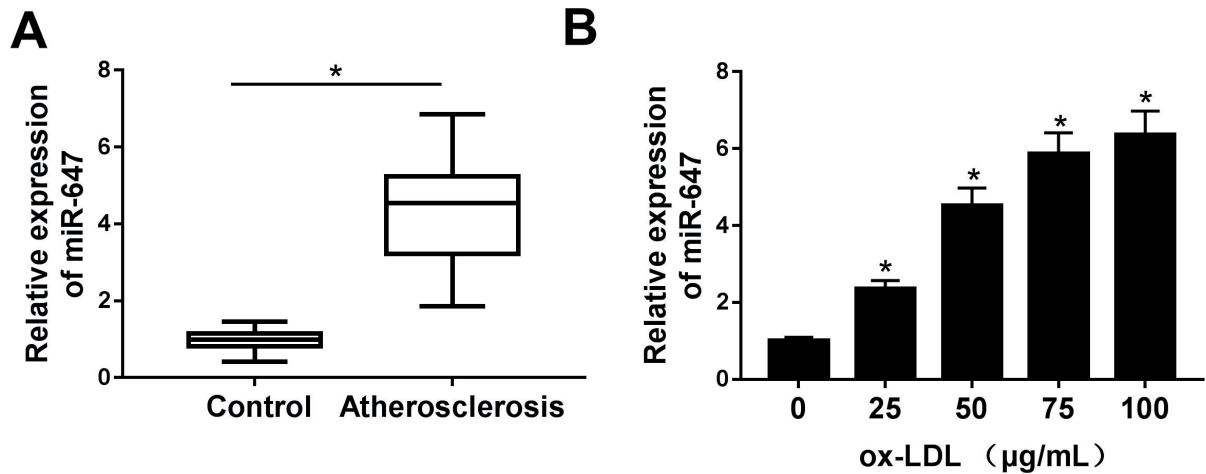 A
Relative expression
of miR-647
8
6
4
2
0
*
Control
Atherosclerosis
B
Relative expression
of miR-647
8
6
4
2
0
*
*
*
*
0
25
50
75
100
ox-LDL （μg/mL）